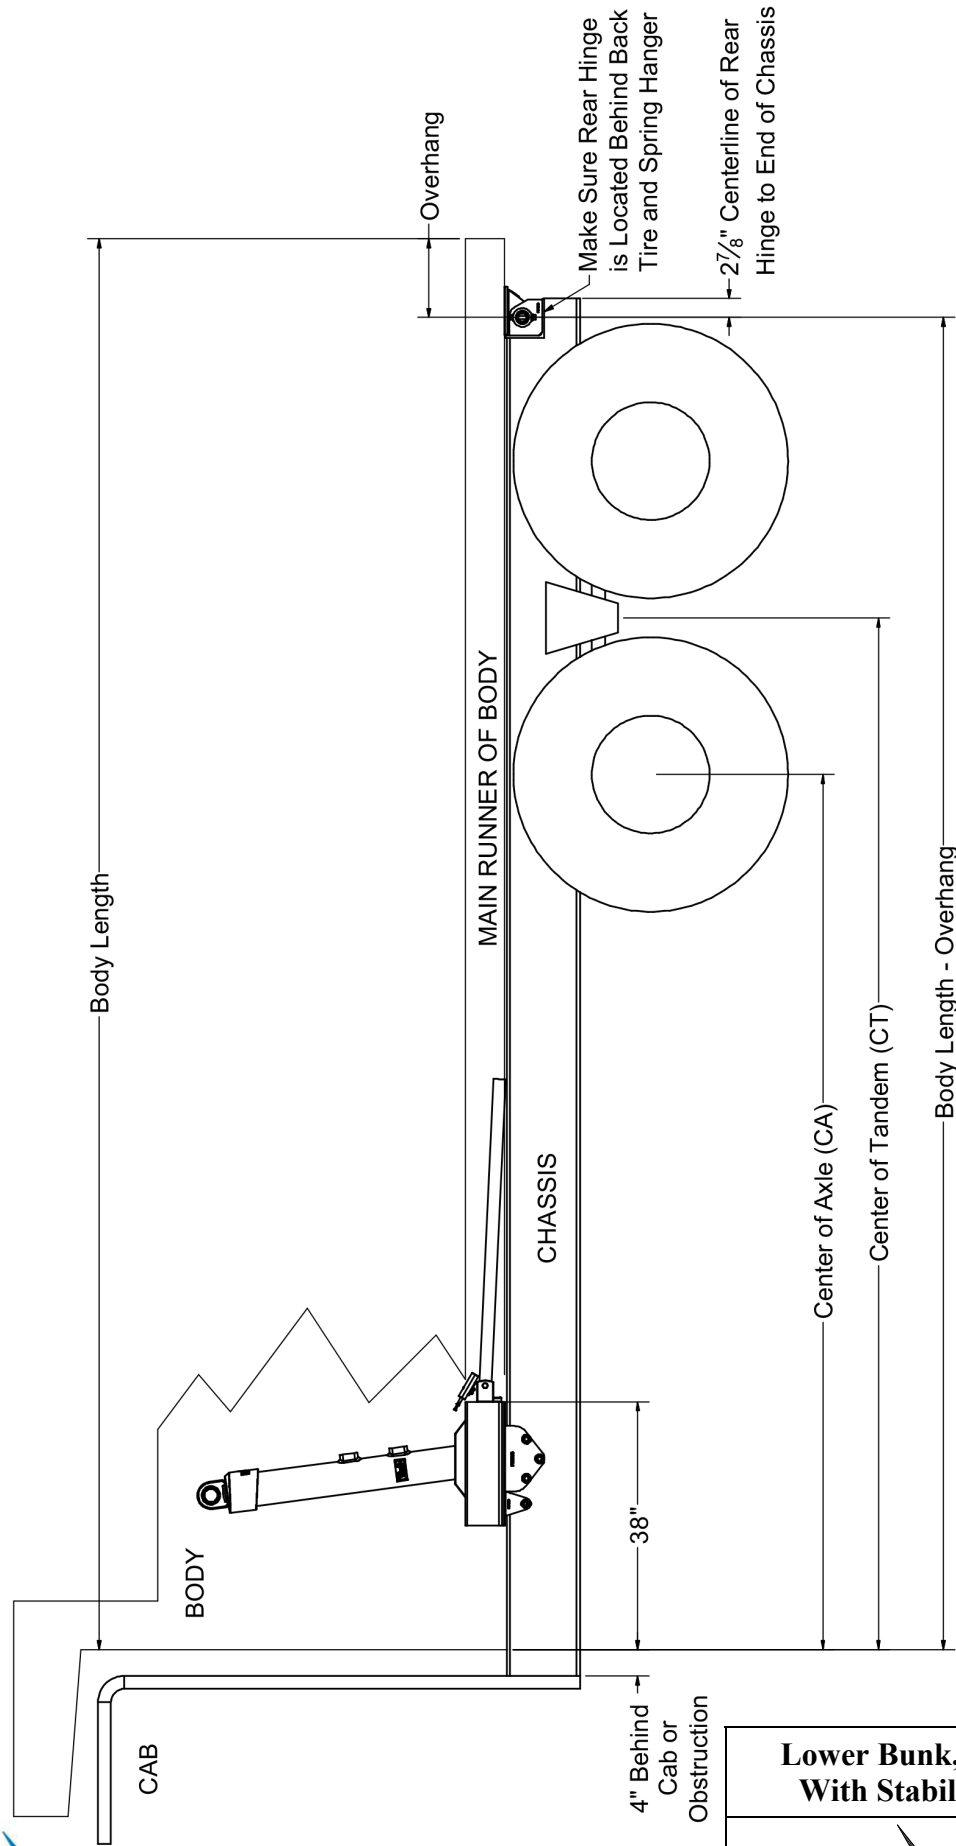 Body Length
Overhang
Make Sure Rear Hinge
is Located Behind Back
Tire and Spring Hanger
2⅞" Centerline of Rear
Hinge to End of Chassis
MAIN RUNNER OF BODY
CHASSIS
BODY
CAB
38"
4" Behind
Cab or
Obstruction
Center of Axle (CA)
Center of Tandem (CT)
Body Length - Overhang
Lower Bunk,
With Stabil